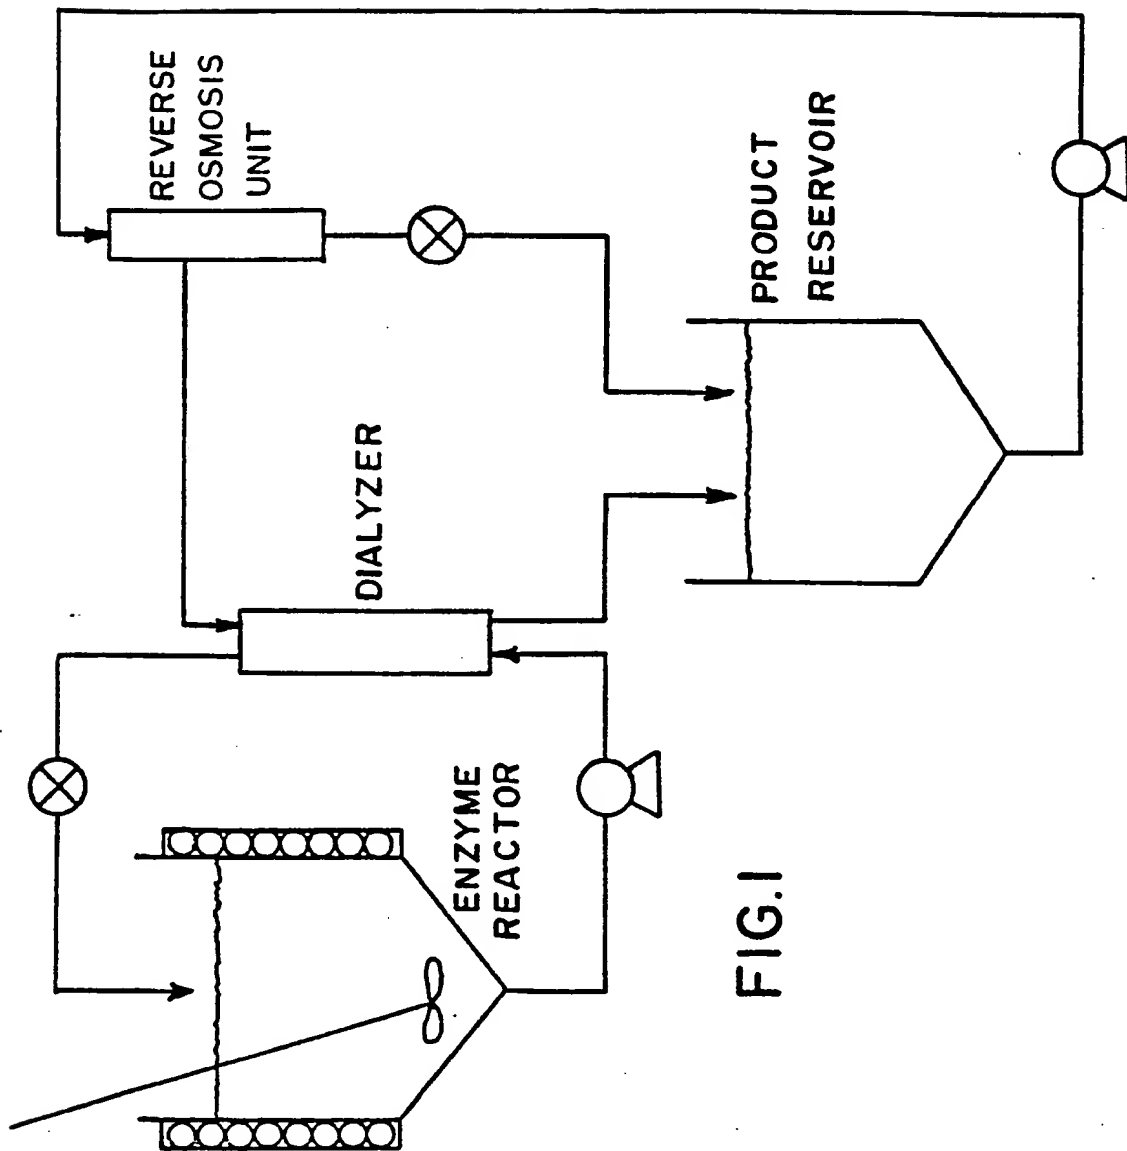 REVERSE
OSMOSIS
UNIT
PRODUCT
RESERVOIR
DIALYZER
ENZYME
REACTOR
FIG.1